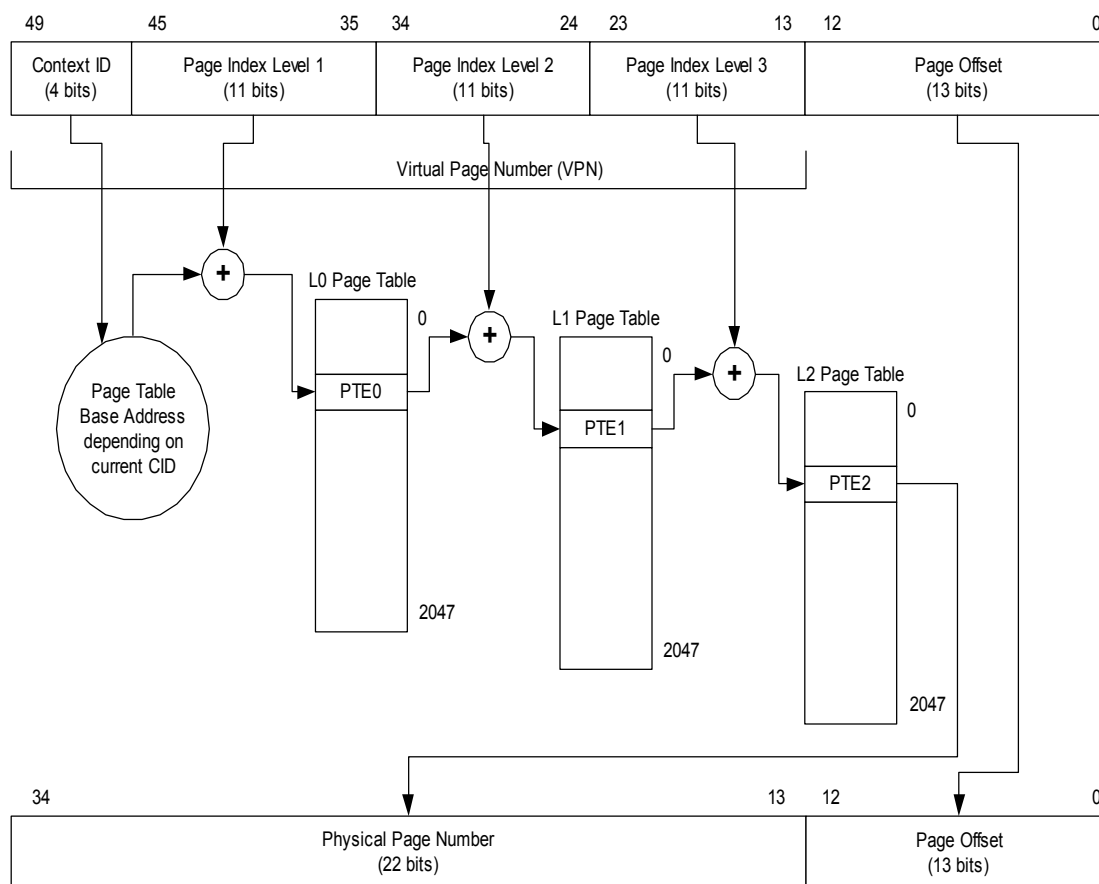 49 45 35 34 24 23 13 12 0
Context ID
(4 bits)
Page Index Level 1
(11 bits)
Page Index Level 2
(11 bits)
Page Index Level 3
(11 bits)
Page Offset
(13 bits)
Virtual Page Number (VPN)
+
L0 Page Table
0
PTE0
2047
+
L1 Page Table
0
PTE1
2047
+
L2 Page Table
0
PTE2
2047
Page Table
Base Address
depending on
current CID
34 13 12 0
Physical Page Number
(22 bits)
Page Offset
(13 bits)